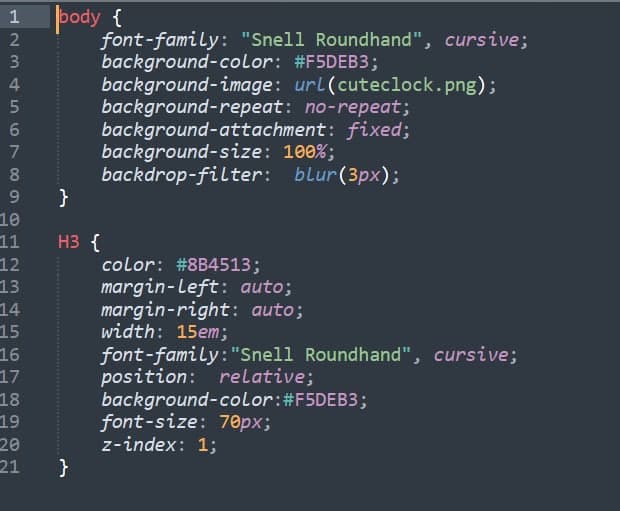 1 body {
2 font-family: "Snell Roundhand", cursive;
3 background-color: #F5DEB3;
4 background-image: url(cuteclock.png);
5 background-repeat: no-repeat;
6 background-attachment: fixed;
7 background-size: 100%;
8 backdrop-filter:  blur(3px);
9 }
10
11 H3 {
12 color: #8B4513;
13 margin-left: auto;
14 margin-right: auto;
15 width: 15em;
16 font-family:"Snell Roundhand", cursive;
17 position:  relative;
18 background-color:#F5DEB3;
19 font-size: 70px;
20 z-index: 1;
21 }